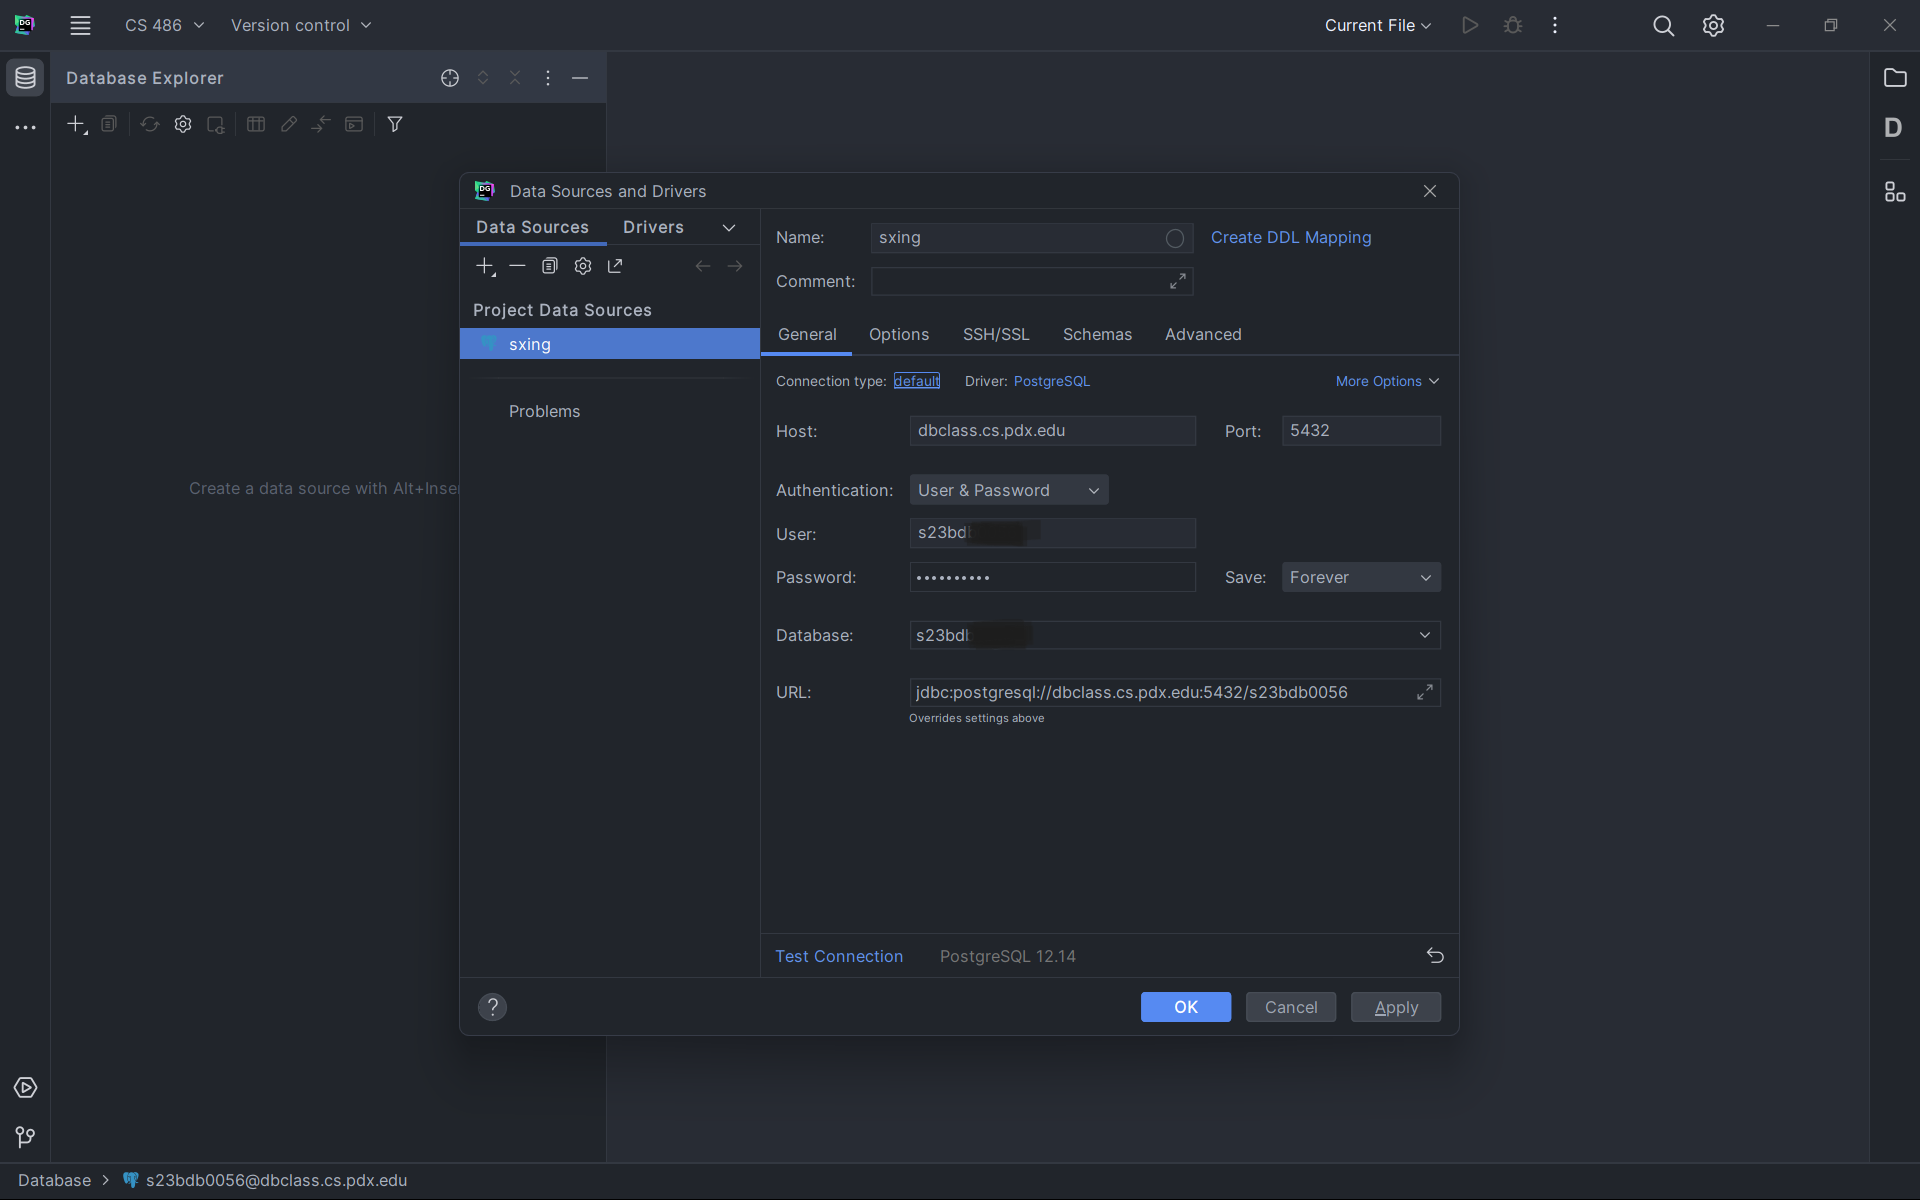 CS 486
Version control
Current File
Database Explorer
D
Create a data source with Alt+Inse
DG
Data Sources and Drivers
Data Sources
Drivers
Project Data Sources
sxing
Problems
Name:
sxing
Create DDL Mapping
Comment:
General
Options
SSH/SSL
Schemas
Advanced
Connection type: default
Driver: PostgreSQL
More Options
Host:
dbclass.cs.pdx.edu
Port:
5432
Authentication:
User & Password
User:
s23bd
Password:
••••••••••
Save:
Forever
Database:
s23bdb
URL:
jdbc:postgresql://dbclass.cs.pdx.edu:5432/s23bdb0056
Overrides settings above
Test Connection
PostgreSQL 12.14
?
OK
Cancel
Apply
Database > s23bdb0056@dbclass.cs.pdx.edu